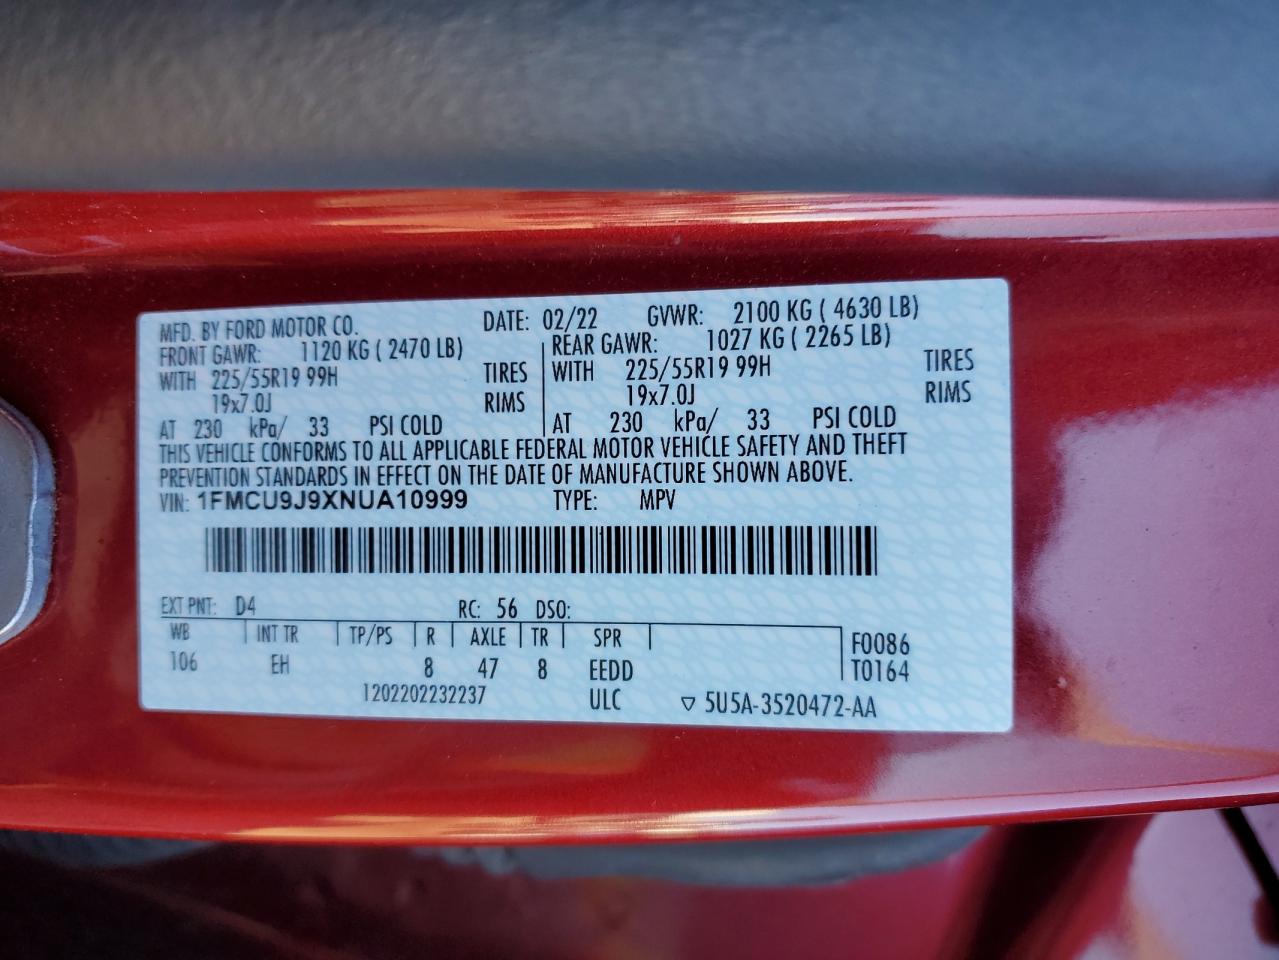 MFD. BY FORD MOTOR CO. DATE: 02/22 GVWR: 2100 KG ( 4630 LB)
FRONT GAWR: 1120 KG ( 2470 LB) REAR GAWR: 1027 KG ( 2265 LB)
WITH 225/55R19 99H TIRES WITH 225/55R19 99H TIRES
19x7.0J RIMS 19x7.0J RIMS
AT 230 kPa/ 33 PSI COLD AT 230 kPa/ 33 PSI COLD
THIS VEHICLE CONFORMS TO ALL APPLICABLE FEDERAL MOTOR VEHICLE SAFETY AND THEFT
PREVENTION STANDARDS IN EFFECT ON THE DATE OF MANUFACTURE SHOWN ABOVE.
VIN: 1FMCU9J9XNUA10999 TYPE: MPV
EXT PNT: D4 RC: 56 DSO:
WB INT TR TP/PS R AXLE TR SPR F0086
106 EH 8 47 8 EEDD T0164
1202202232237 ULC ▽ 5U5A-3520472-AA